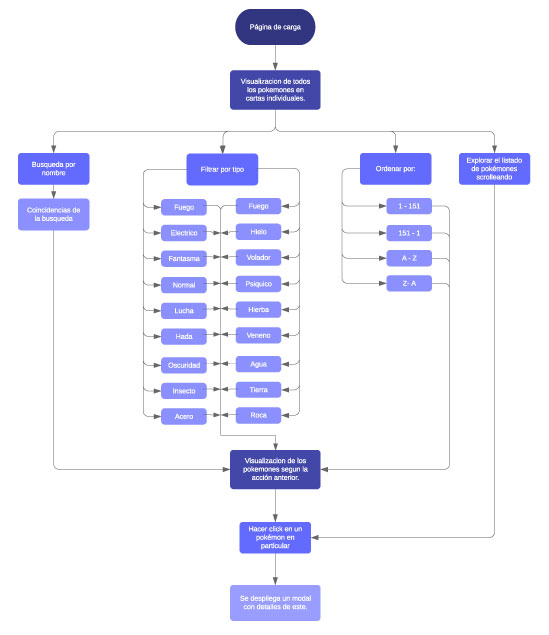 Página de carga
Visualizacion de todos
los pokemones en
cartas individuales.
Busqueda por
nombre
Coincidencias de
la busqueda
Filtrar por tipo
Fuego
Electrico
Fantasma
Normal
Lucha
Hada
Oscuridad
Insecto
Acero
Fuego
Hielo
Volador
Psiquico
Hierba
Veneno
Agua
Tierra
Roca
Ordenar por:
1 - 151
151 - 1
A - Z
Z- A
Explorar el listado
de pokémones
scrolleando
Visualizacion de los
pokemones segun la
acción anterior.
Hacer click en un
pokémon en
particular
Se despliega un modal
con detalles de este.